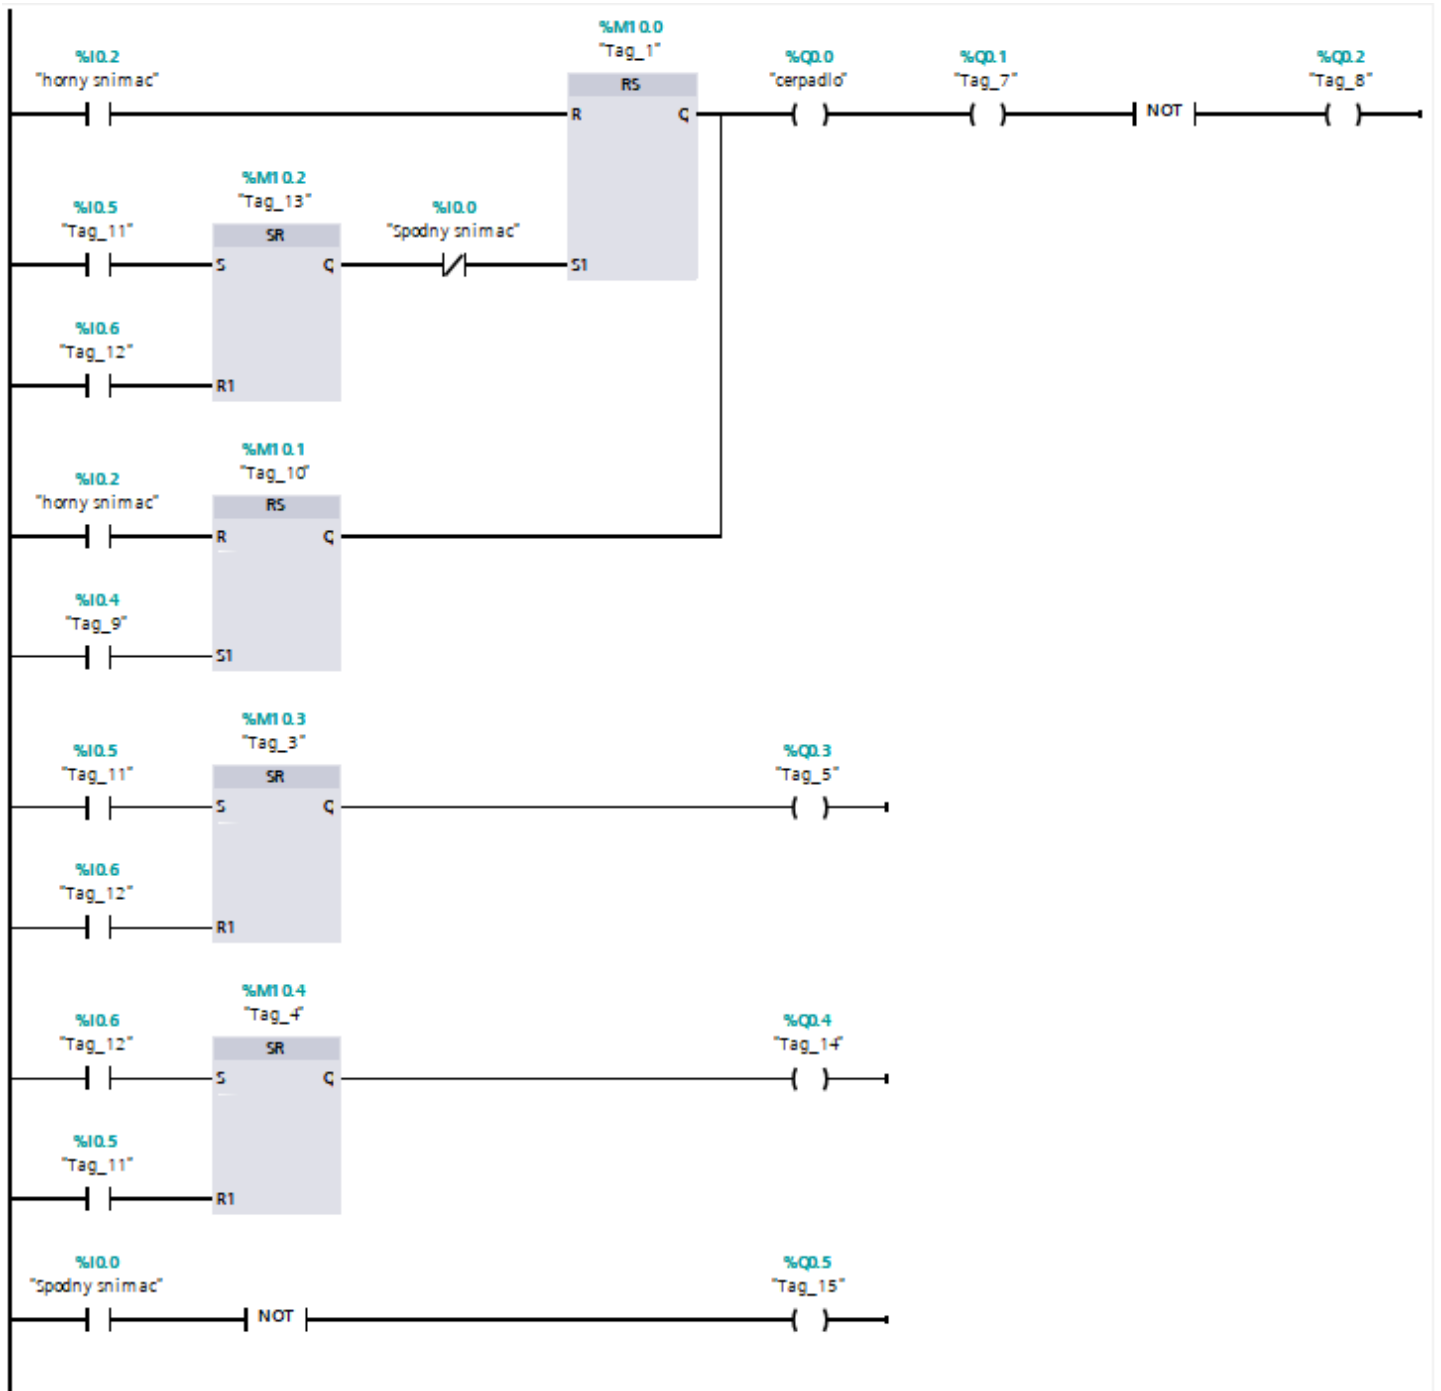 %M10.0
"Tag_1"
%I0.2
"horny snimac"
RS
%Q0.0
"cerpadlo"
%Q0.1
"Tag_7"
%Q0.2
"Tag_8"
R
Q
NOT
%M10.2
"Tag_13"
%I0.5
"Tag_11"
SR
%I0.0
"Spodny snimac"
S
Q
S1
%I0.6
"Tag_12"
R1
%M10.1
"Tag_10"
%I0.2
"horny snimac"
RS
R
Q
%I0.4
"Tag_9"
S1
%M10.3
"Tag_3"
%I0.5
"Tag_11"
SR
%Q0.3
"Tag_5"
S
Q
%I0.6
"Tag_12"
R1
%M10.4
"Tag_4"
%I0.6
"Tag_12"
SR
%Q0.4
"Tag_14"
S
Q
%I0.5
"Tag_11"
R1
%I0.0
"Spodny snimac"
%Q0.5
"Tag_15"
NOT